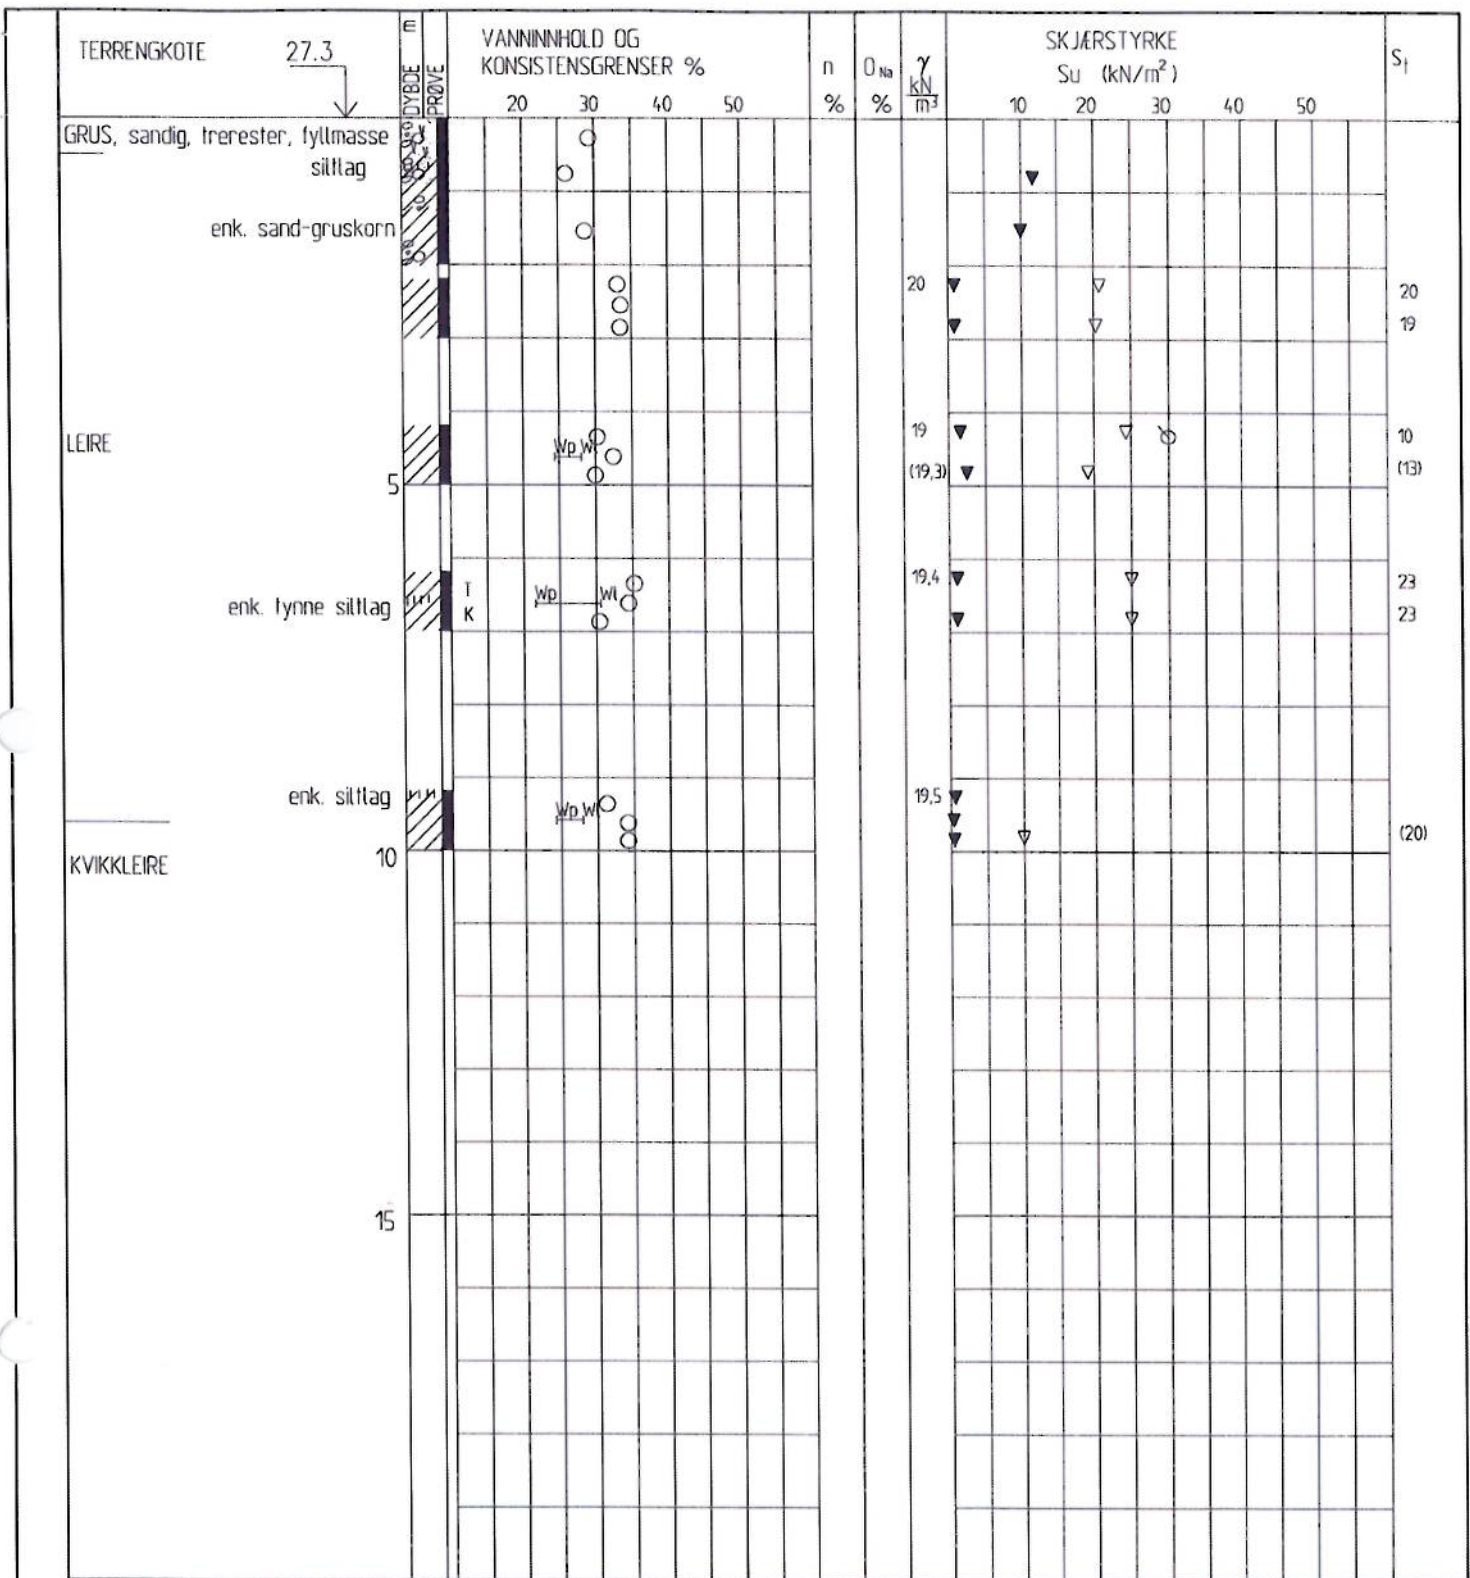 TERRENGKOTE 27.3
m
DYBDE
PRØVE
VANNINNHOLD OG
KONSISTENSGRENSER %
20 30 40 50
n
%
O Na
%
γ
kN
m³
SKJÆRSTYRKE
Su (kN/m²)
10 20 30 40 50
St
GRUS, sandig, trerester, fyllmasse
siltlag
enk. sand-gruskorn
20 20
19
LEIRE
Wp W
19 10
(19,3) (13)
5
enk. tynne siltlag
T
K
Wp Wl
19,4 23
23
enk. siltlag
Wp W
19,5
(20)
10
KVIKKLEIRE
15